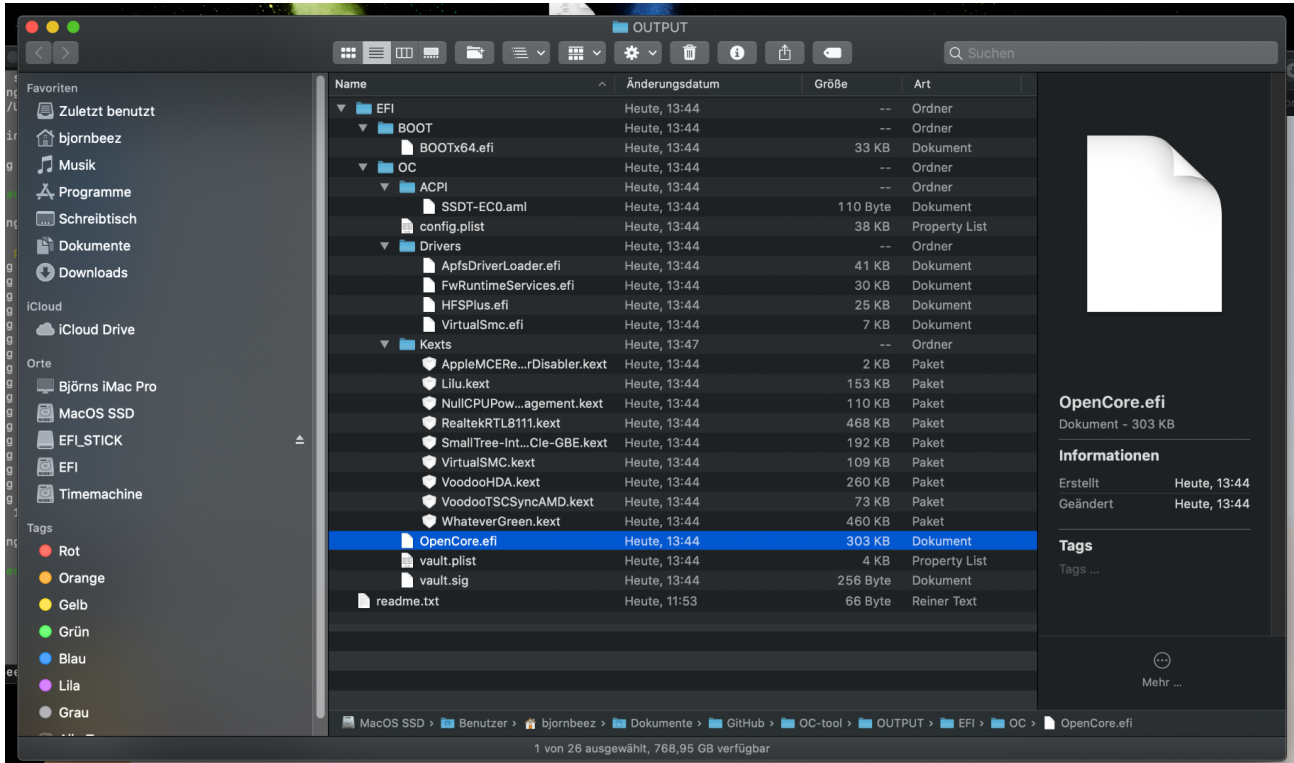 OUTPUT
Suchen
Favoriten
Zuletzt benutzt
bjornbeez
Musik
Programme
Schreibtisch
Dokumente
Downloads
iCloud
iCloud Drive
Orte
Björns iMac Pro
MacOS SSD
EFI_STICK
EFI
Timemachine
Tags
Rot
Orange
Gelb
Grün
Blau
Lila
Grau
Name Änderungsdatum Größe Art
EFI Heute, 13:44 -- Ordner
BOOT Heute, 13:44 -- Ordner
BOOTx64.efi Heute, 13:44 33 KB Dokument
OC Heute, 13:44 -- Ordner
ACPI Heute, 13:44 -- Ordner
SSDT-EC0.aml Heute, 13:44 110 Byte Dokument
config.plist Heute, 13:44 38 KB Property List
Drivers Heute, 13:44 -- Ordner
ApfsDriverLoader.efi Heute, 13:44 41 KB Dokument
FwRuntimeServices.efi Heute, 13:44 30 KB Dokument
HFSPlus.efi Heute, 13:44 25 KB Dokument
VirtualSmc.efi Heute, 13:44 7 KB Dokument
Kexts Heute, 13:47 -- Ordner
AppleMCERe...rDisabler.kext Heute, 13:44 2 KB Paket
Lilu.kext Heute, 13:44 153 KB Paket
NullCPUPow...agement.kext Heute, 13:44 110 KB Paket
RealtekRTL8111.kext Heute, 13:44 468 KB Paket
SmallTree-Int...Cle-GBE.kext Heute, 13:44 192 KB Paket
VirtualSMC.kext Heute, 13:44 109 KB Paket
VoodooHDA.kext Heute, 13:44 260 KB Paket
VoodooTSCSyncAMD.kext Heute, 13:44 73 KB Paket
WhateverGreen.kext Heute, 13:44 460 KB Paket
OpenCore.efi Heute, 13:44 303 KB Dokument
vault.plist Heute, 13:44 4 KB Property List
vault.sig Heute, 13:44 256 Byte Dokument
readme.txt Heute, 11:53 66 Byte Reiner Text
OpenCore.efi
Dokument - 303 KB
Informationen
Erstellt Heute, 13:44
Geändert Heute, 13:44
Tags
Tags ...
Mehr ...
MacOS SSD › Benutzer › bjornbeez › Dokumente › GitHub › OC-tool › OUTPUT › EFI › OC › OpenCore.efi
1 von 26 ausgewählt, 768,95 GB verfügbar